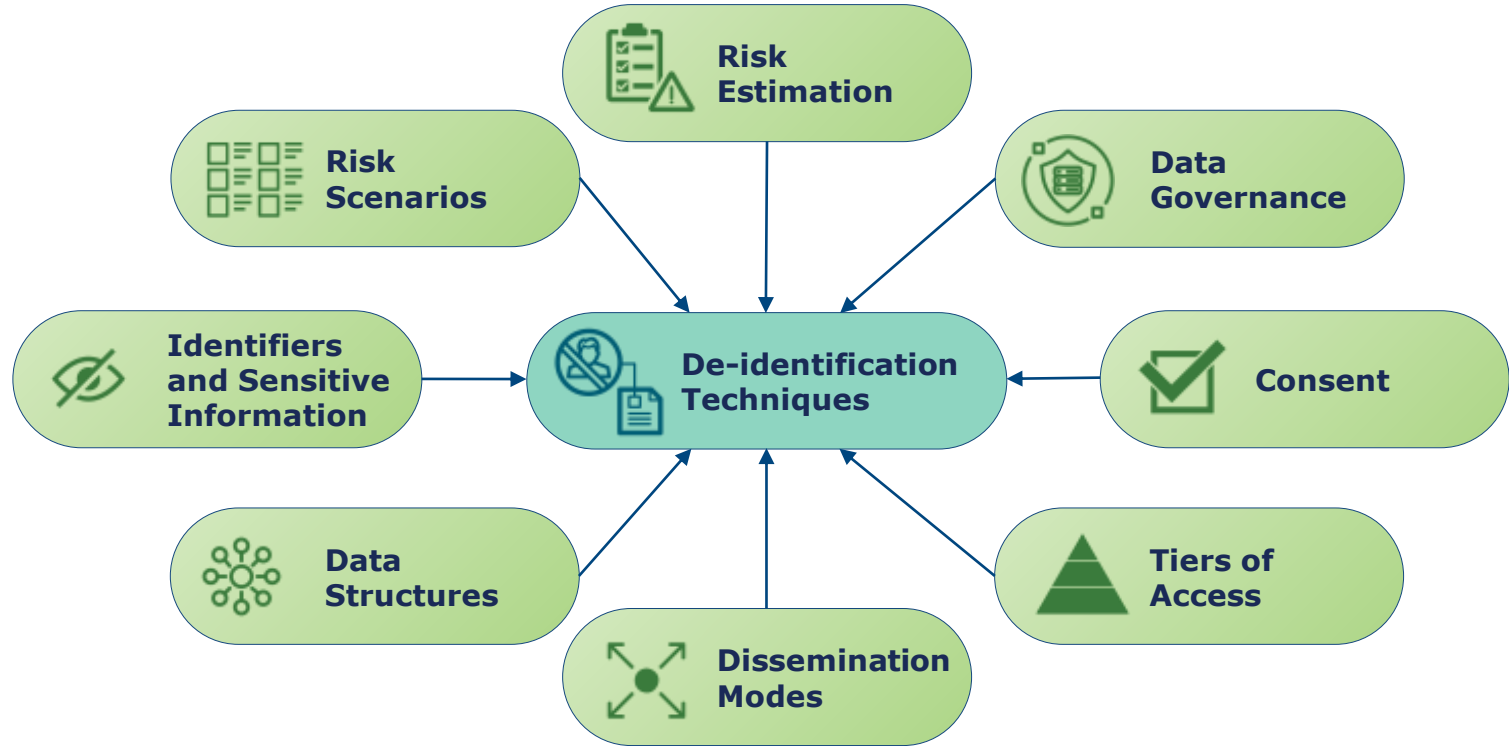 Risk
Estimation
Risk
Scenarios
Data
Governance
Identifiers
and Sensitive
Information
De-identification
Techniques
Consent
Data
Structures
Tiers of
Access
Dissemination
Modes